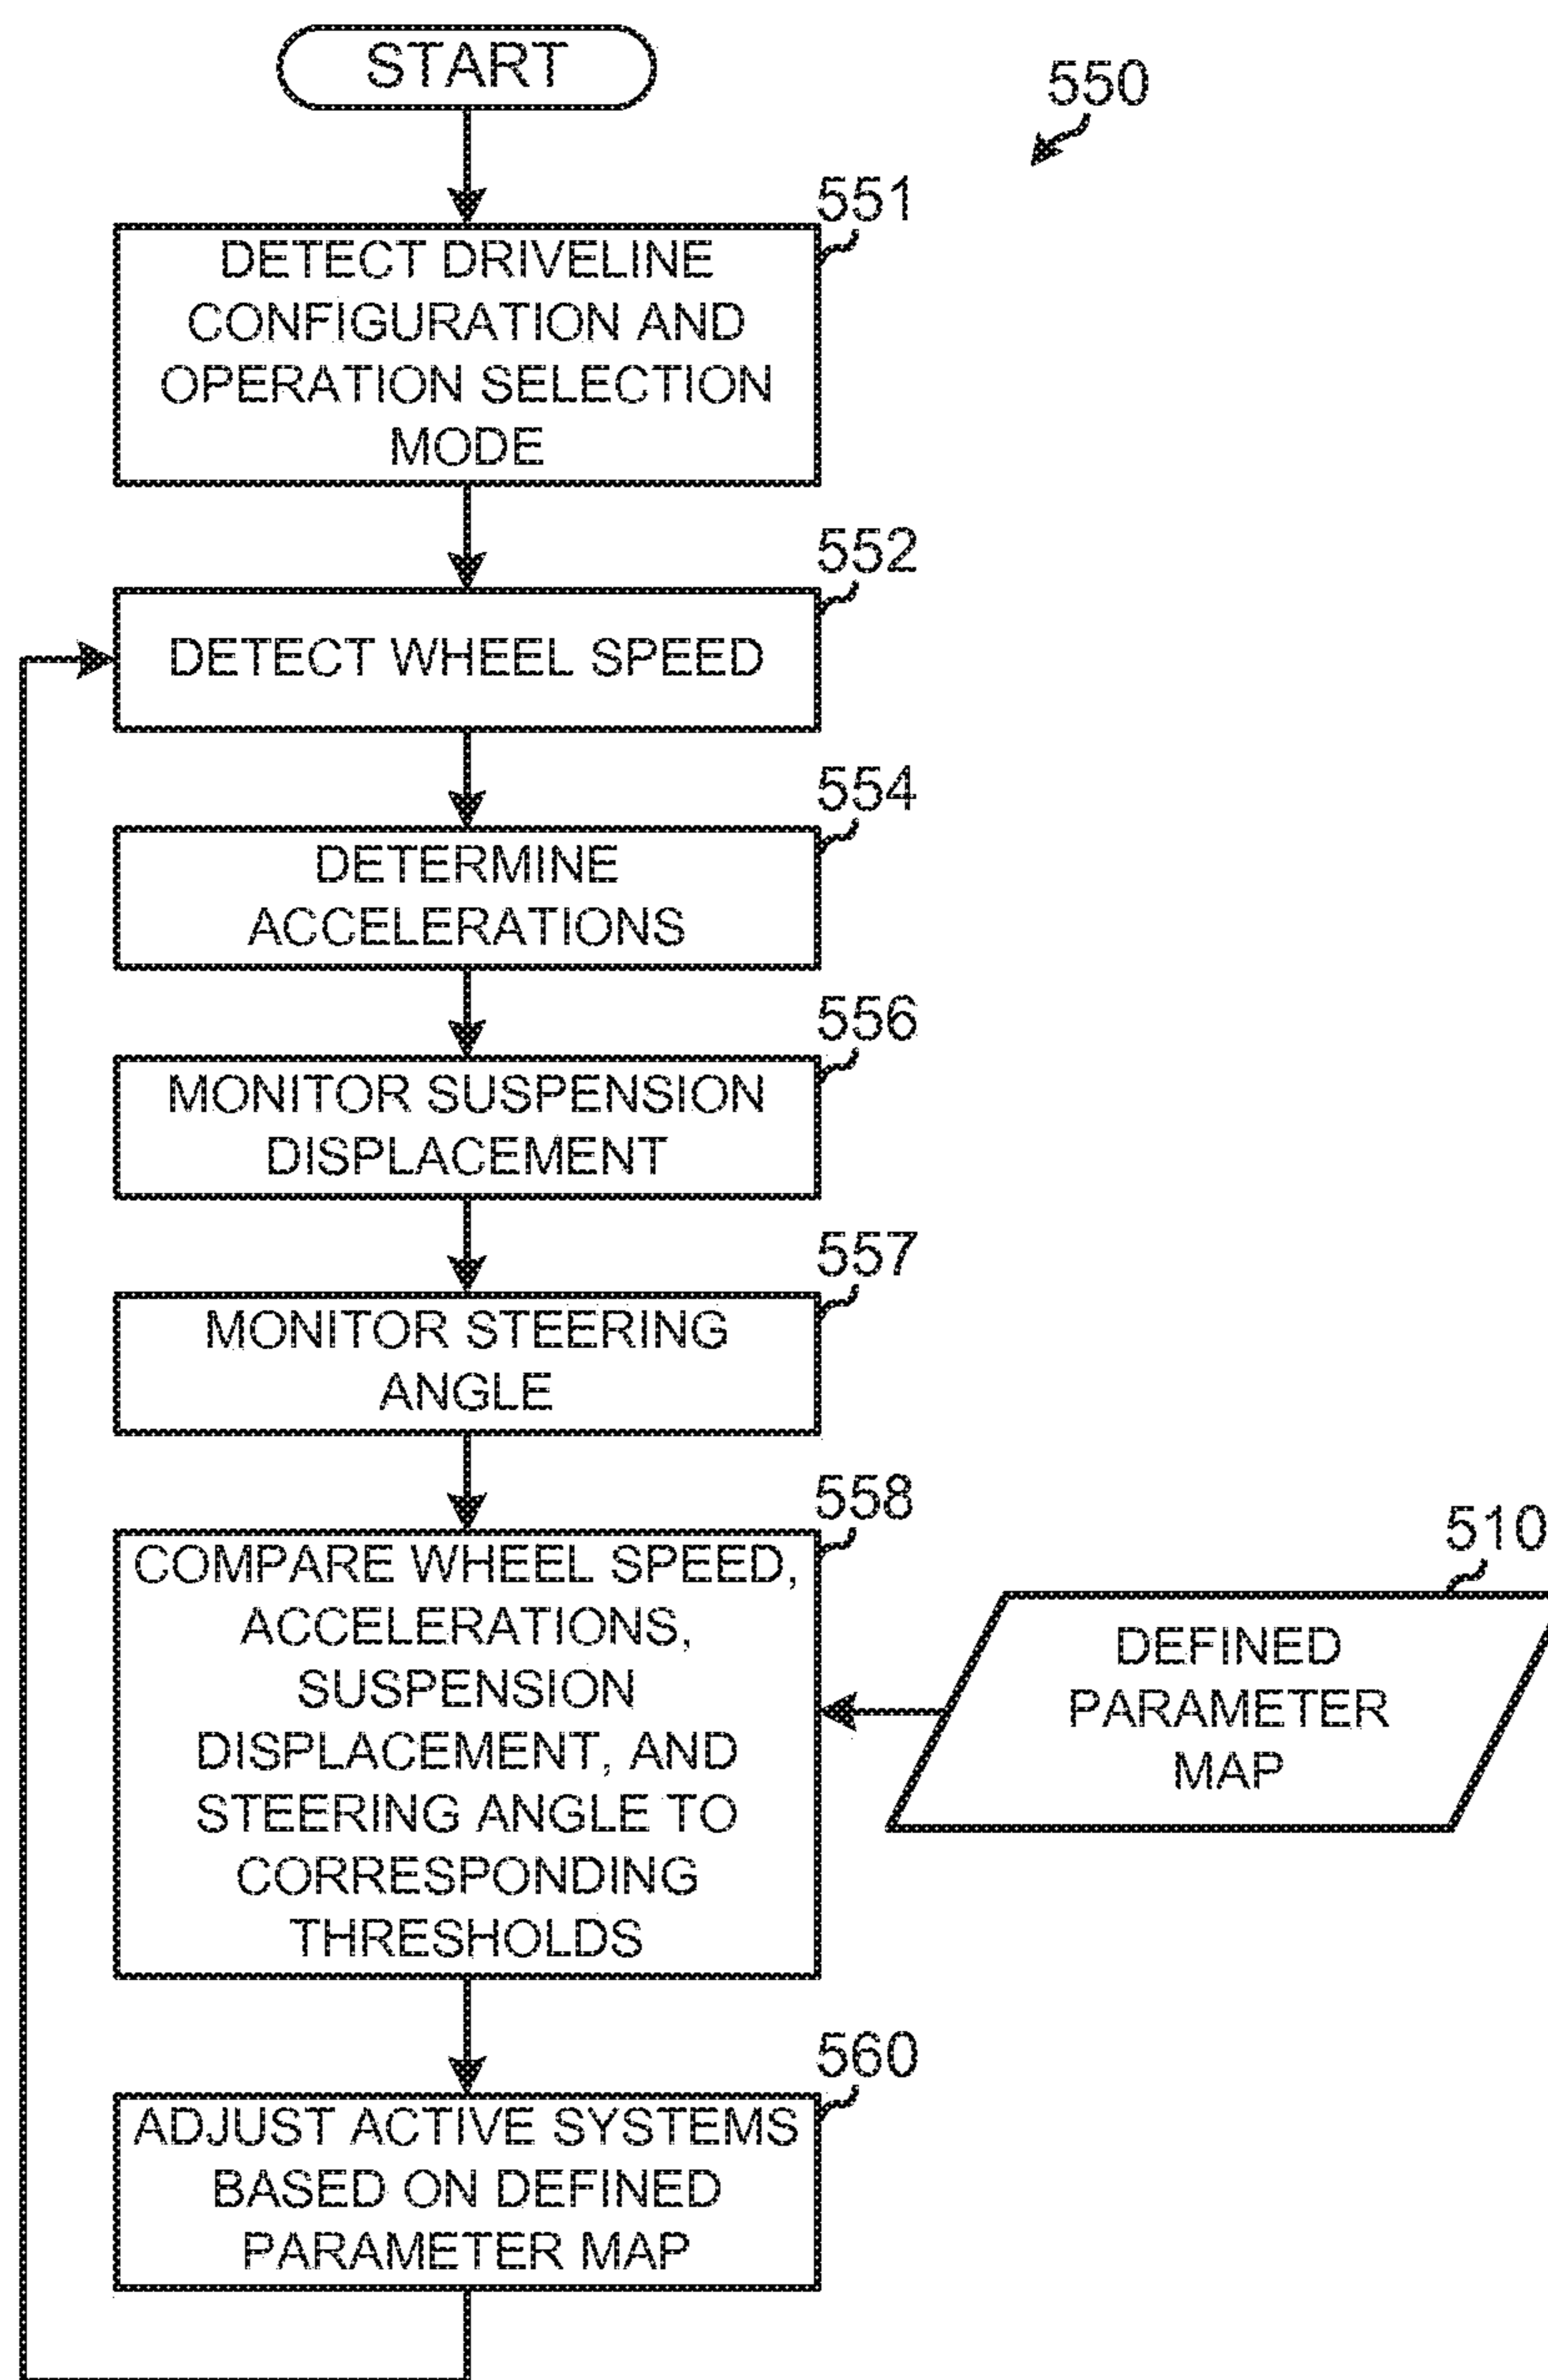 START
550
551
DETECT DRIVELINE
CONFIGURATION AND
OPERATION SELECTION
MODE
552
DETECT WHEEL SPEED
554
DETERMINE
ACCELERATIONS
556
MONITOR SUSPENSION
DISPLACEMENT
557
MONITOR STEERING
ANGLE
558
COMPARE WHEEL SPEED,
ACCELERATIONS,
SUSPENSION
DISPLACEMENT, AND
STEERING ANGLE TO
CORRESPONDING
THRESHOLDS
510
DEFINED
PARAMETER
MAP
560
ADJUST ACTIVE SYSTEMS
BASED ON DEFINED
PARAMETER MAP